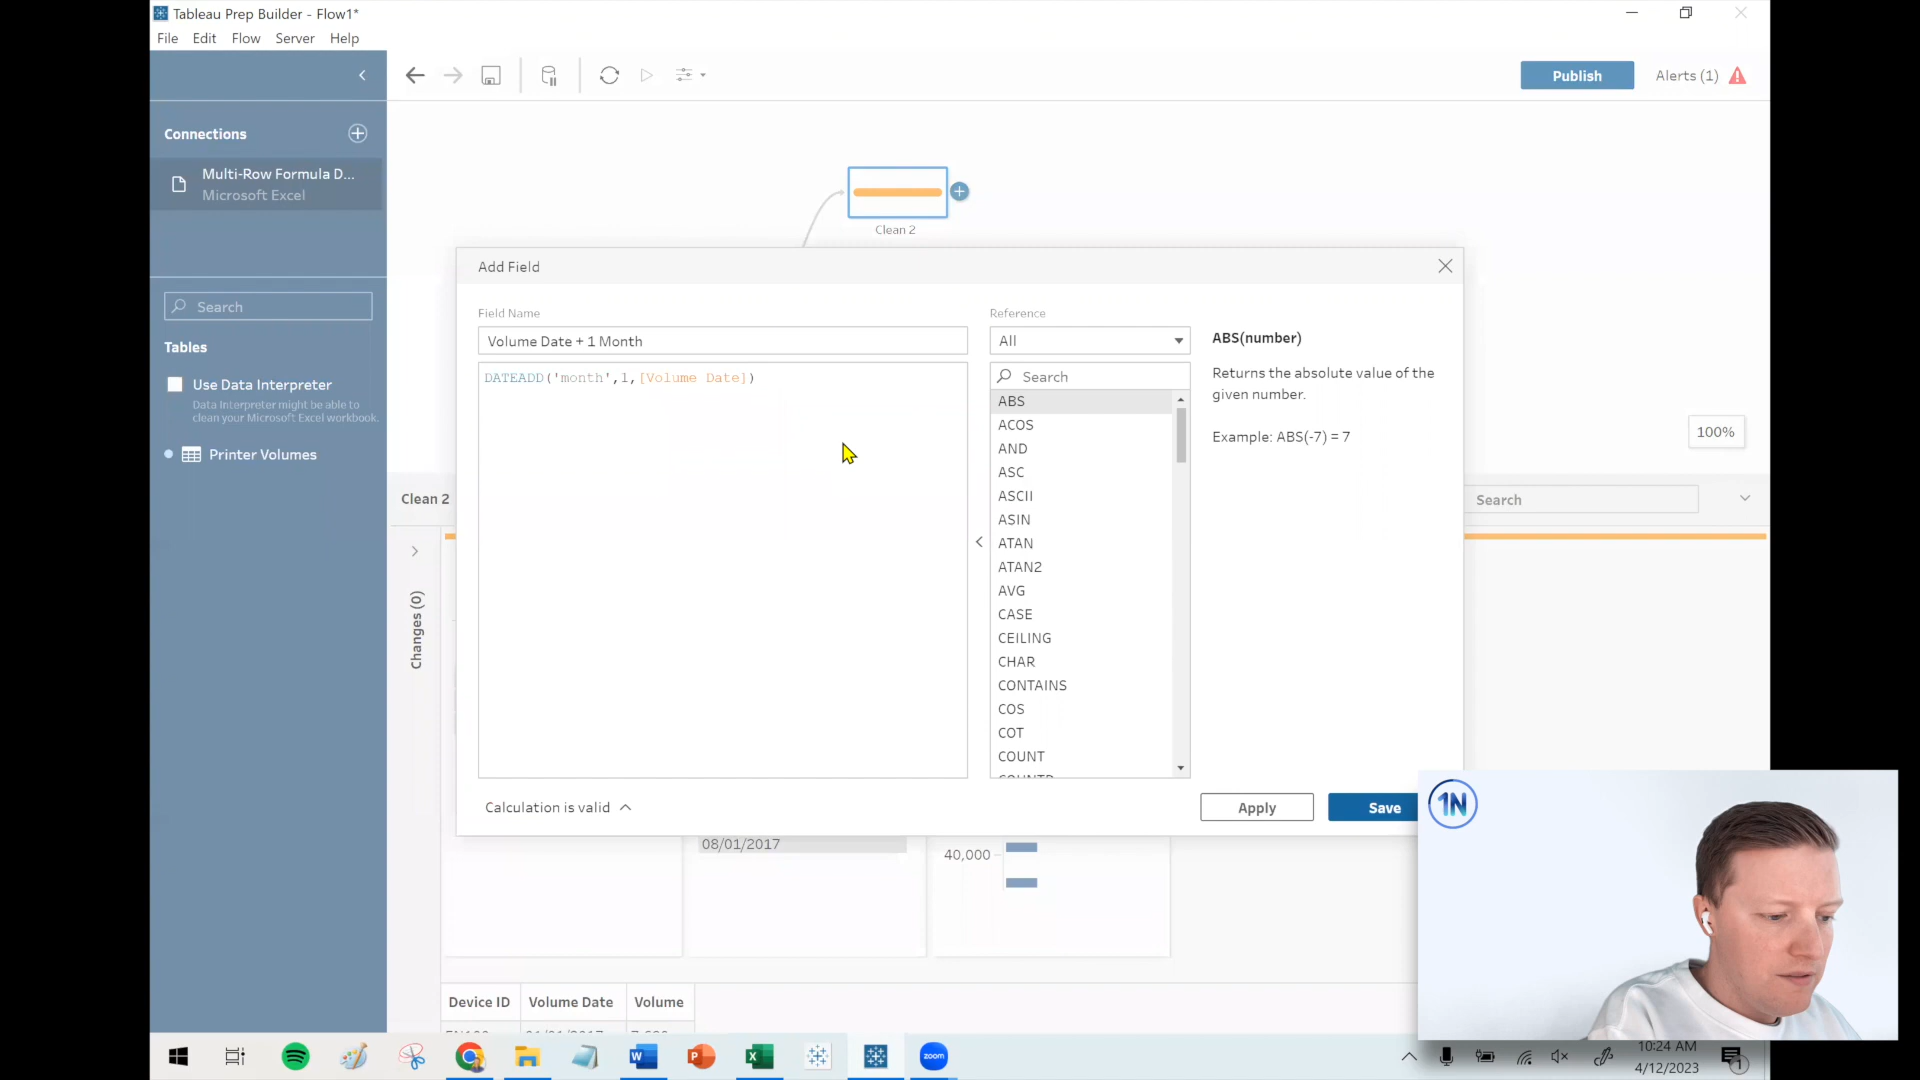 Tableau Prep Builder - Flow1*
File Edit Flow Server Help
Publish
Alerts (1)
Connections
Multi-Row Formula D...
Microsoft Excel
Clean 2
Search
Tables
Use Data Interpreter
Data Interpreter might be able to
clean your Microsoft Excel workbook.
Printer Volumes
100%
Clean 2
Search
Changes (0)
Add Field
Field Name
Volume Date + 1 Month
DATEADD('month',1,[Volume Date])
Reference
All
Search
ABS
ACOS
AND
ASC
ASCII
ASIN
ATAN
ATAN2
AVG
CASE
CEILING
CHAR
CONTAINS
COS
COT
COUNT
COUNTD
ABS(number)
Returns the absolute value of the
given number.
Example: ABS(-7) = 7
Calculation is valid
Apply
Save
08/01/2017
40,000
Device ID Volume Date Volume
1N
zoom
10:24 AM
4/12/2023
1